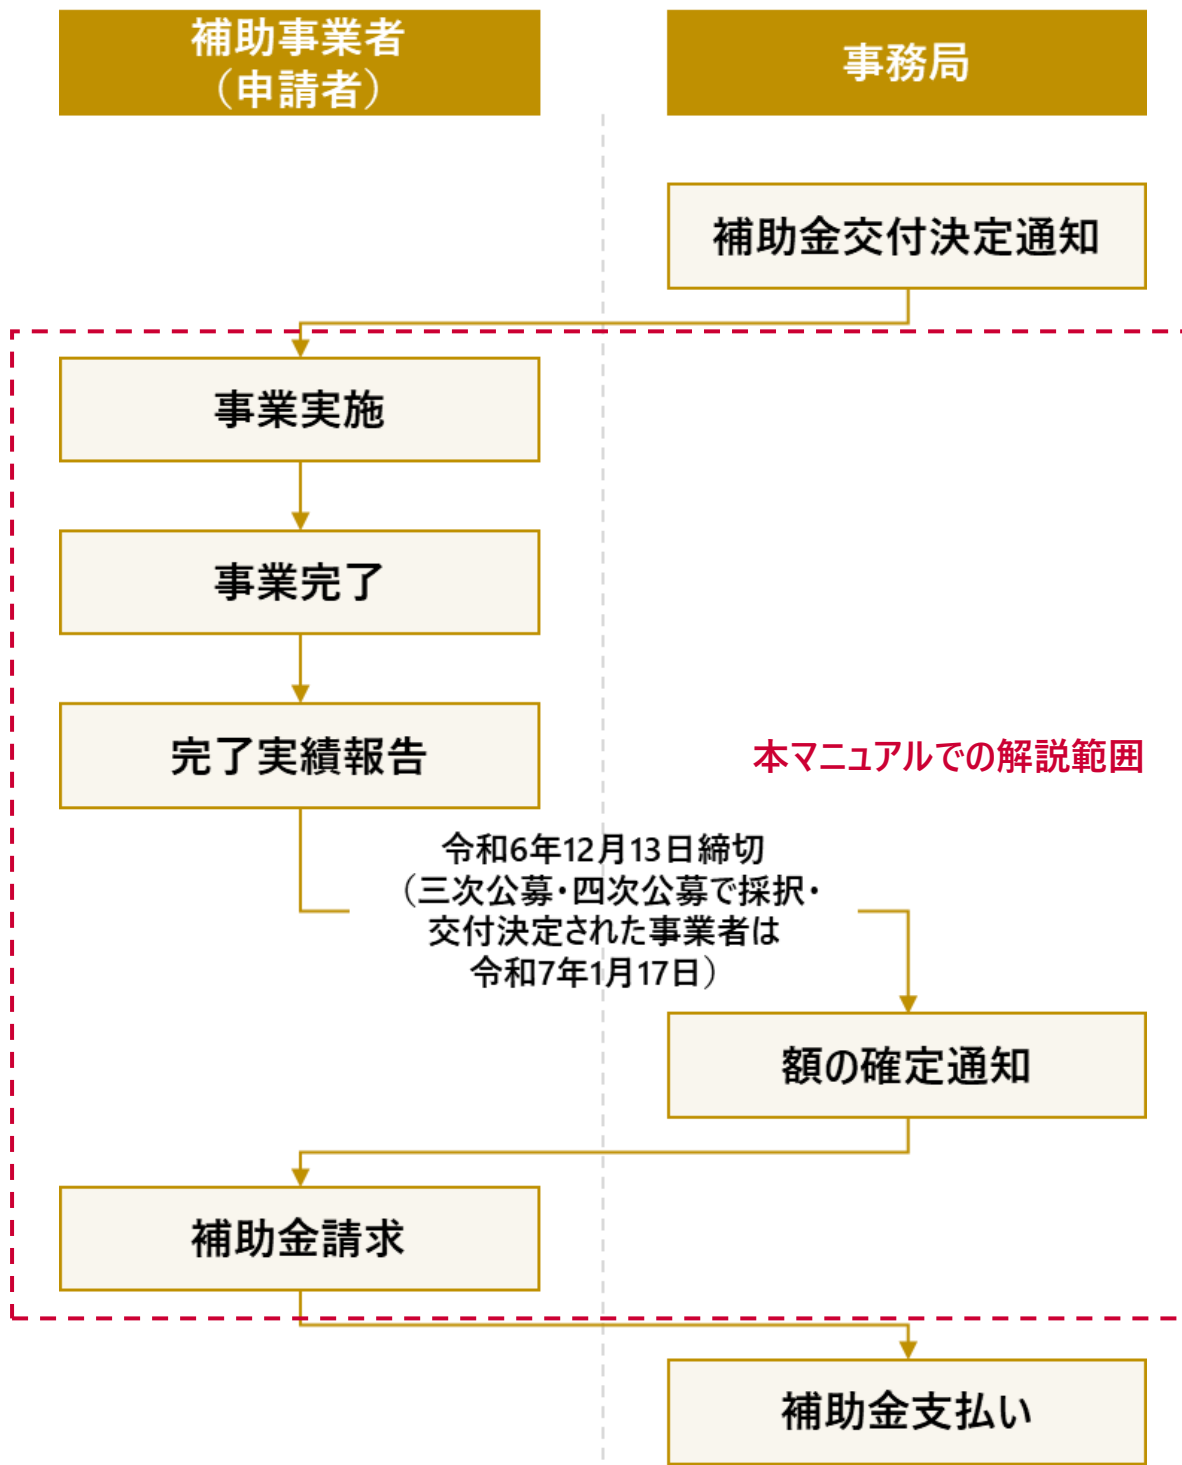 補助事業者
（申請者）
事務局
補助金交付決定通知
事業実施
事業完了
完了実績報告
本マニュアルでの解説範囲
令和6年12月13日締切
（三次公募・四次公募で採択・
交付決定された事業者は
令和7年1月17日）
額の確定通知
補助金請求
補助金支払い